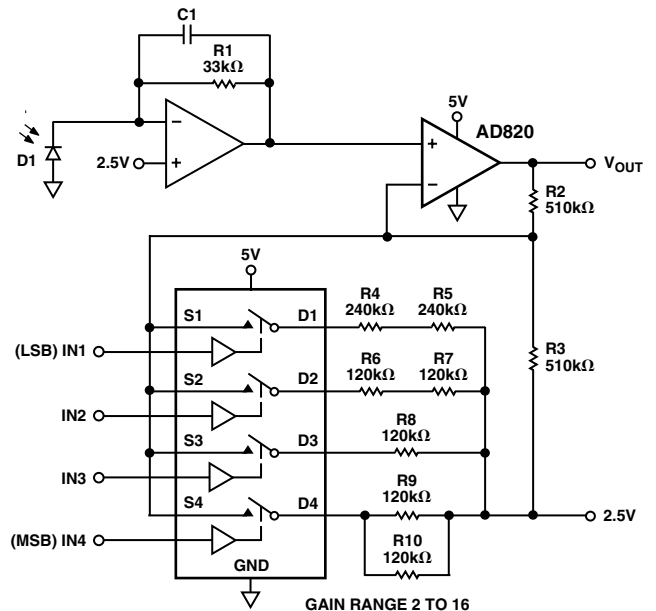 C1
R1
33kΩ
5V
AD820
D1
2.5V
VOUT
R2
510kΩ
5V
S1
D1
R4
240kΩ
R5
240kΩ
(LSB) IN1
R3
510kΩ
S2
D2
R6
120kΩ
R7
120kΩ
IN2
S3
D3
R8
120kΩ
IN3
S4
D4
R9
120kΩ
2.5V
(MSB) IN4
R10
120kΩ
GND
GAIN RANGE 2 TO 16